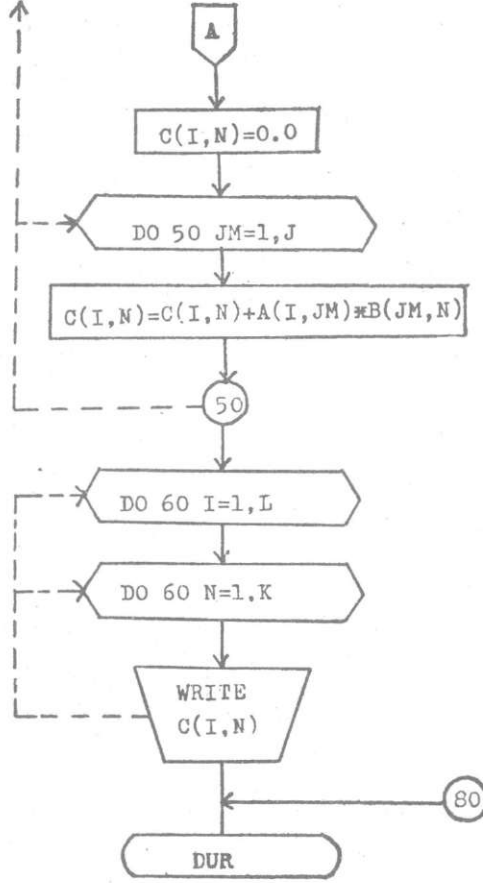 A
C(I,N)=0.0
DO 50 JM=1,J
C(I,N)=C(I,N)+A(I,JM)*B(JM,N)
50
DO 60 I=1,L
DO 60 N=1,K
WRITE
C(I,N)
80
DUR